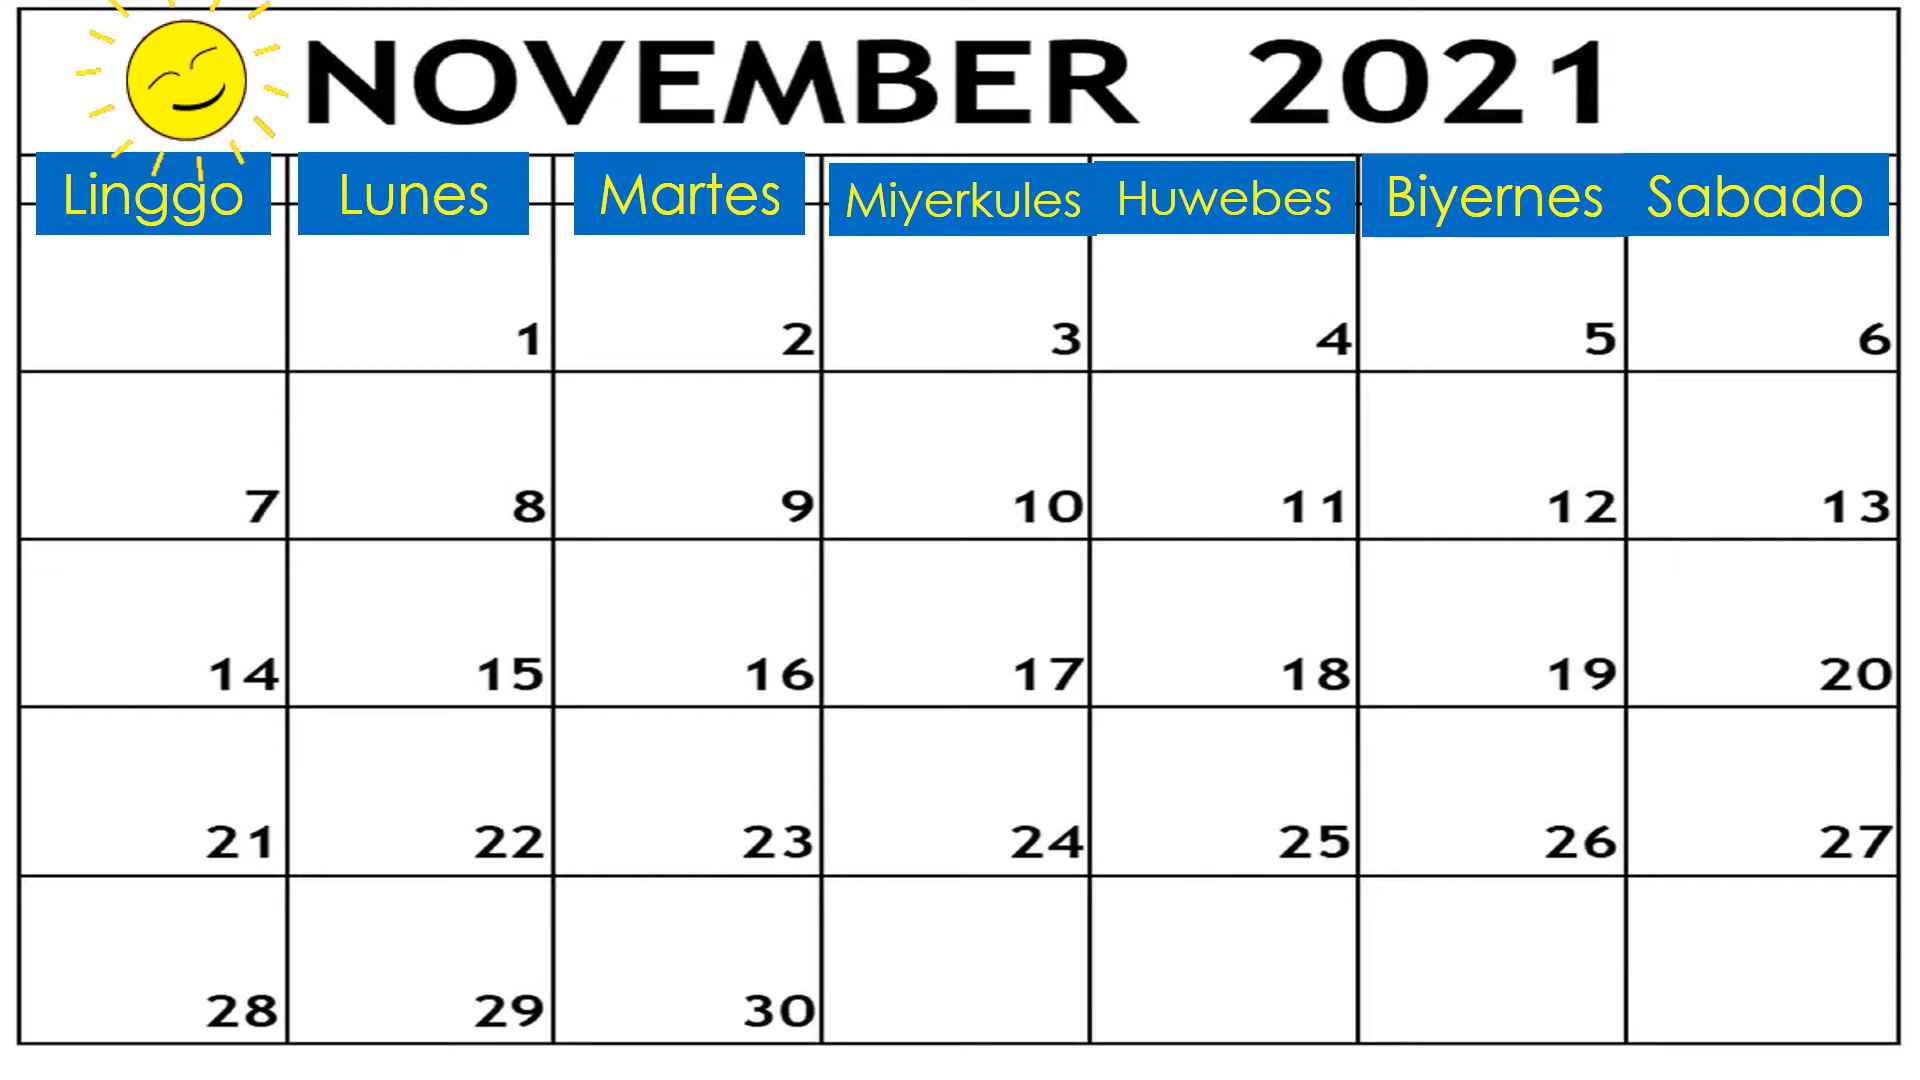 NOVEMBER 2021
Linggo Lunes Martes Miyerkules Huwebes Biyernes Sabado
1 2 3 4 5 6
7 8 9 10 11 12 13
14 15 16 17 18 19 20
21 22 23 24 25 26 27
28 29 30